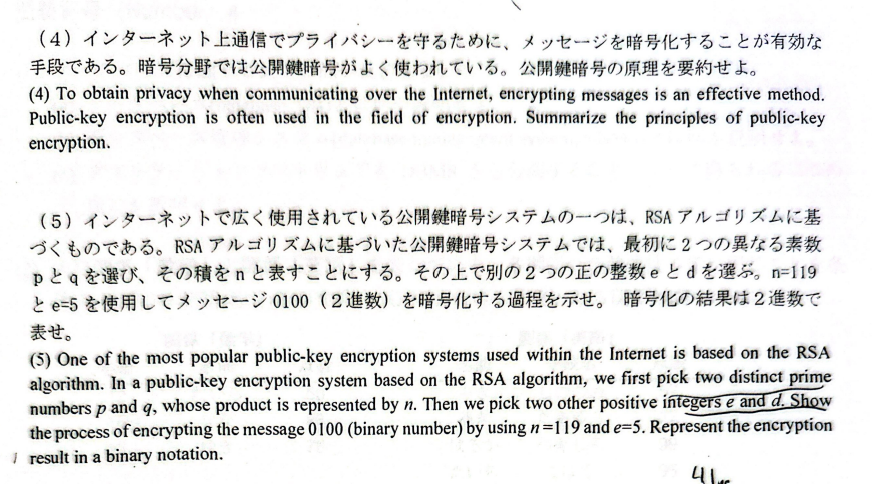 （4）インターネット上通信でプライバシーを守るために、メッセージを暗号化することが有効な
手段である。暗号分野では公開鍵暗号がよく使われている。公開鍵暗号の原理を要約せよ。
(4) To obtain privacy when communicating over the Internet, encrypting messages is an effective method.
Public-key encryption is often used in the field of encryption. Summarize the principles of public-key
encryption.
（5）インターネットで広く使用されている公開鍵暗号システムの一つは、RSA アルゴリズムに基
づくものである。RSA アルゴリズムに基づいた公開鍵暗号システムでは、最初に2つの異なる素数
p と q を選び、その積を n と表すことにする。その上で別の2つの正の整数 e と d を選ぶ。n=119
と e=5 を使用してメッセージ 0100（2進数）を暗号化する過程を示せ。 暗号化の結果は2進数で
表せ。
(5) One of the most popular public-key encryption systems used within the Internet is based on the RSA
algorithm. In a public-key encryption system based on the RSA algorithm, we first pick two distinct prime
numbers p and q, whose product is represented by n. Then we pick two other positive integers e and d. Show
the process of encrypting the message 0100 (binary number) by using n=119 and e=5. Represent the encryption
result in a binary notation.